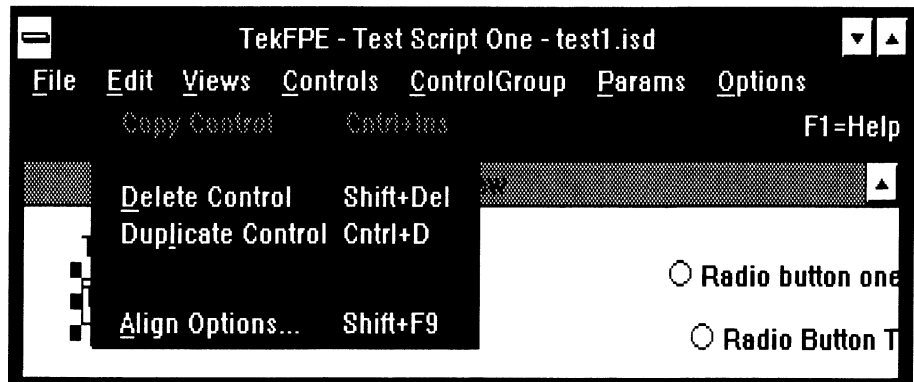 TekFPE - Test Script One - test1.isd
File Edit Views Controls ControlGroup Params Options
Copy Control Cntrl+Ins
F1=Help
Delete Control Shift+Del
Duplicate Control Cntrl+D
Radio button one
Align Options... Shift+F9
Radio Button T